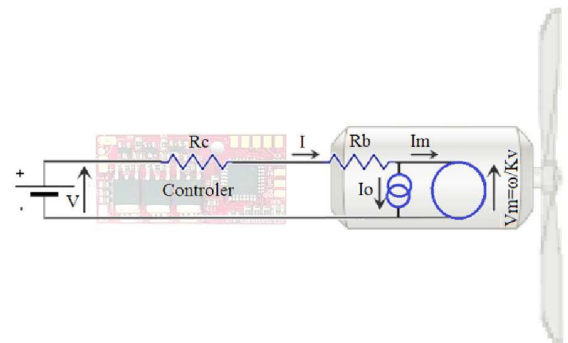 Rc
I
Rb
Im
+
-
V
Controler
Io
Vm=ω/Kv